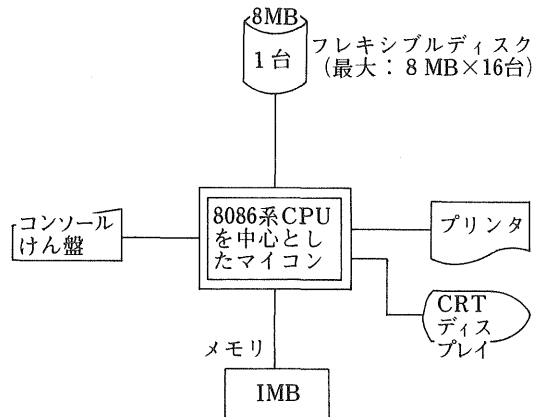 8MB
1台
フレキシブルディスク
(最大：8MB×16台)
コンソール
けん盤
8086系CPU
を中心とし
たマイコン
プリンタ
CRT
ディス
プレイ
メモリ
IMB